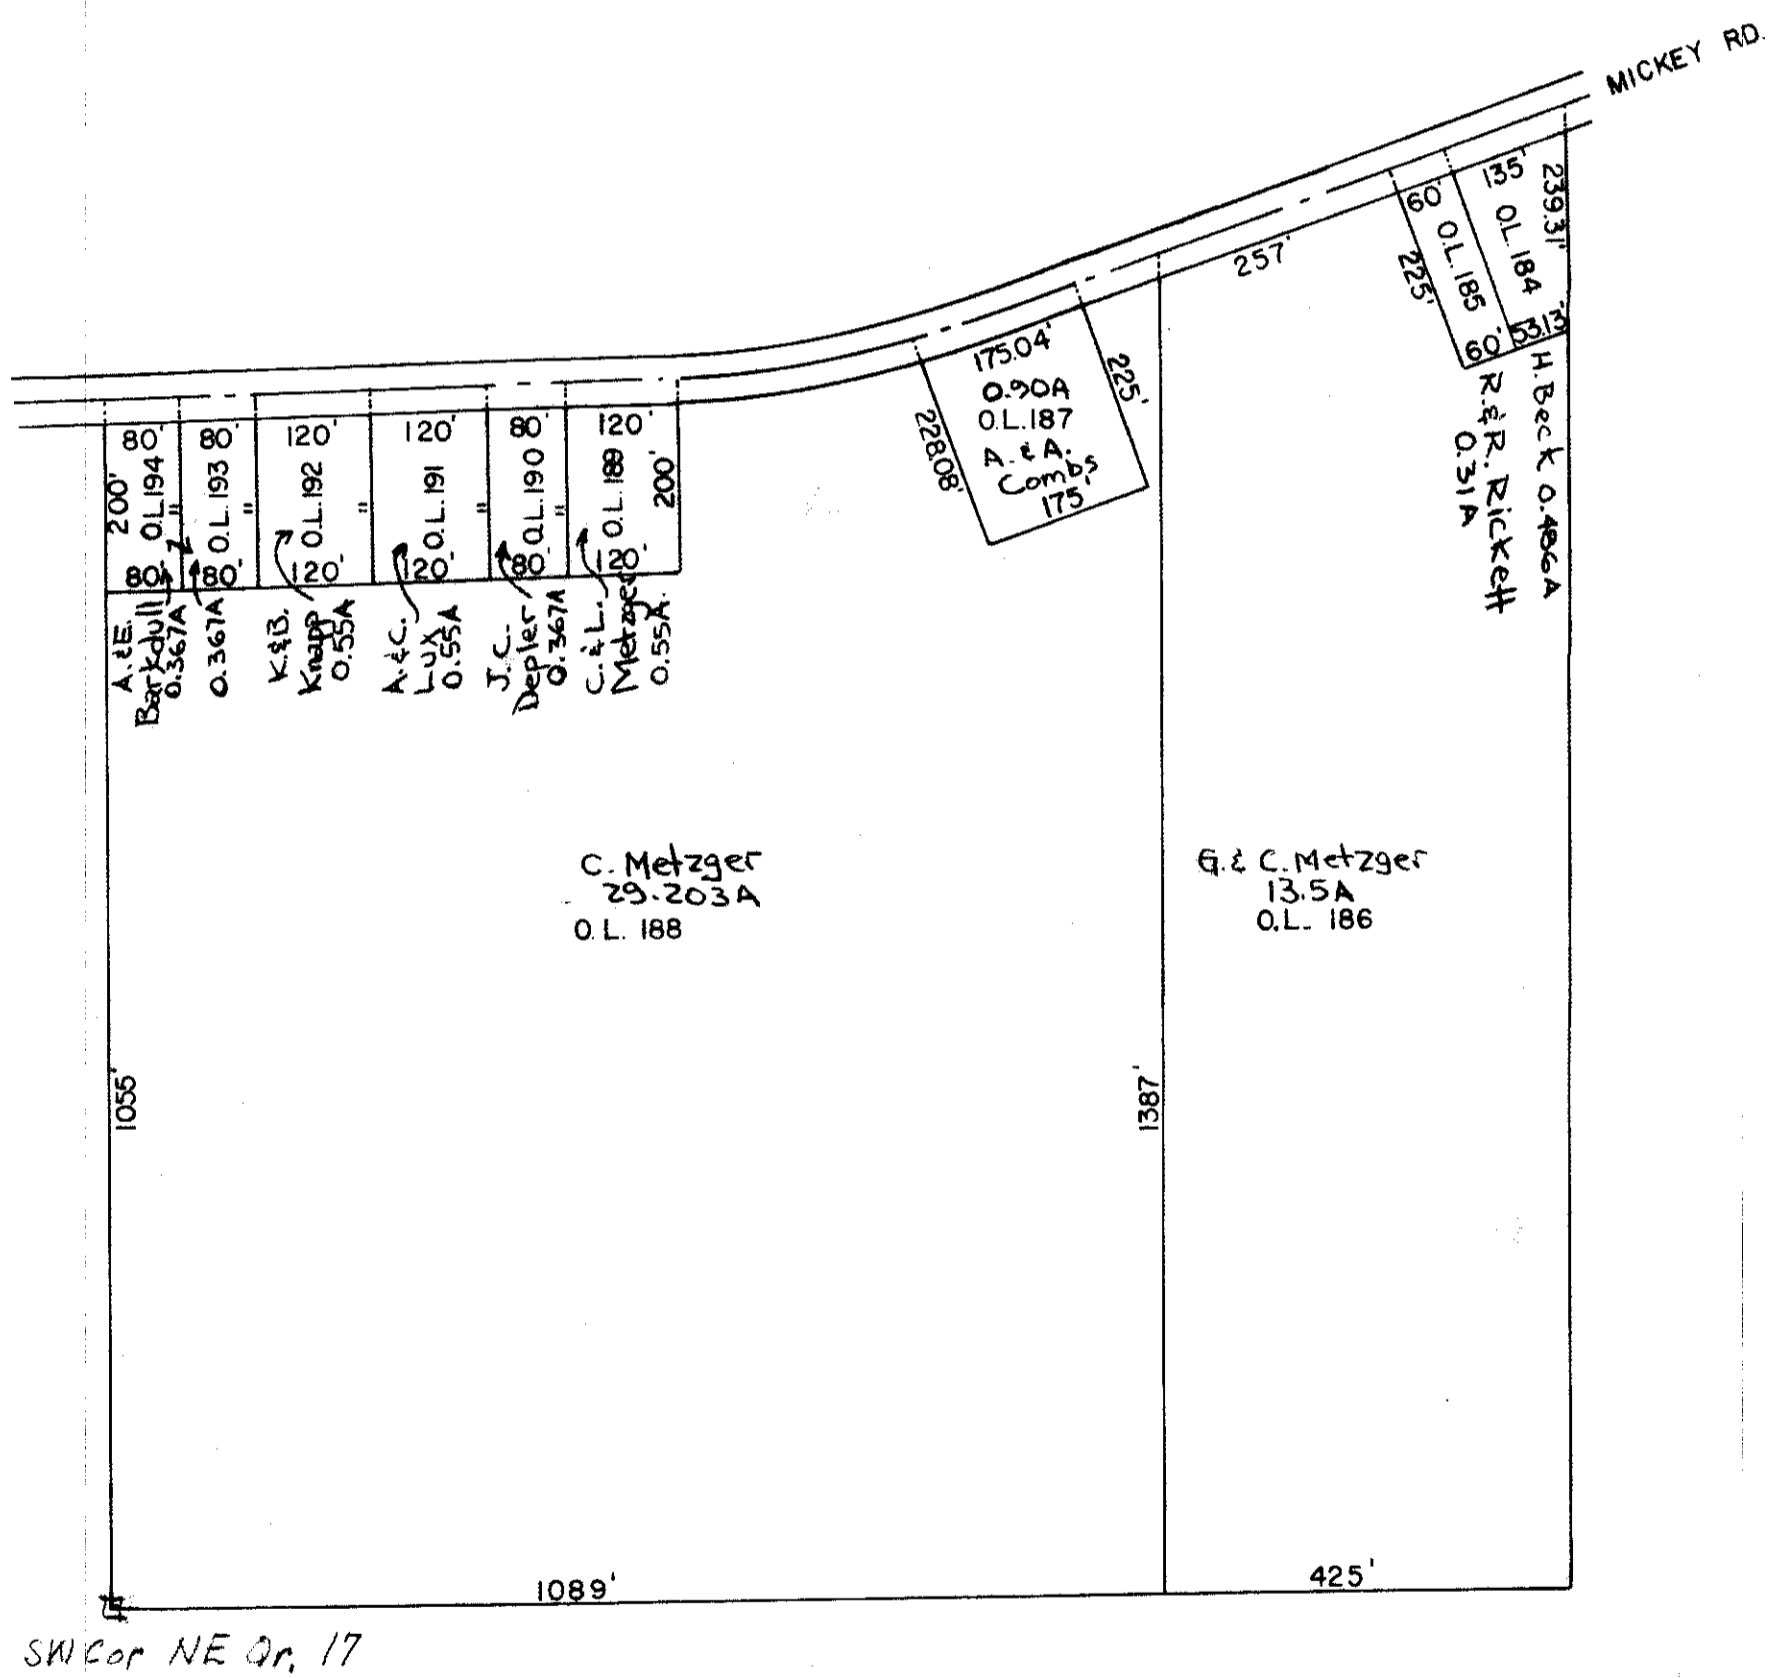 MICKEY RD.
135'
239.31'
O.L. 184
53.13'
H. Beck 0.486A
60'
O.L. 185
225'
60'
R. & R. Rickett
0.31A
257'
175.04'
0.90A
O.L. 187
A. & A.
Combs
175'
225'
228.08'
80'
200'
O.L. 194
"
80'
A. & E.
Barkdull
0.367A
80'
O.L. 193
80'
0.367A
120'
O.L. 192
"
120'
K. & B.
Knapp
0.55A
120'
O.L. 191
"
120'
A. & C.
Lux
0.55A
80'
O.L. 190
"
80'
J.C.
Depler
0.367A
120'
O.L. 189
200'
120'
C. & L.
Metzger
0.55A.
C. Metzger
29.203A
O.L. 188
G. & C. Metzger
13.5A
O.L. 186
1055'
1387'
1089'
425'
SW Cor NE Qr. 17